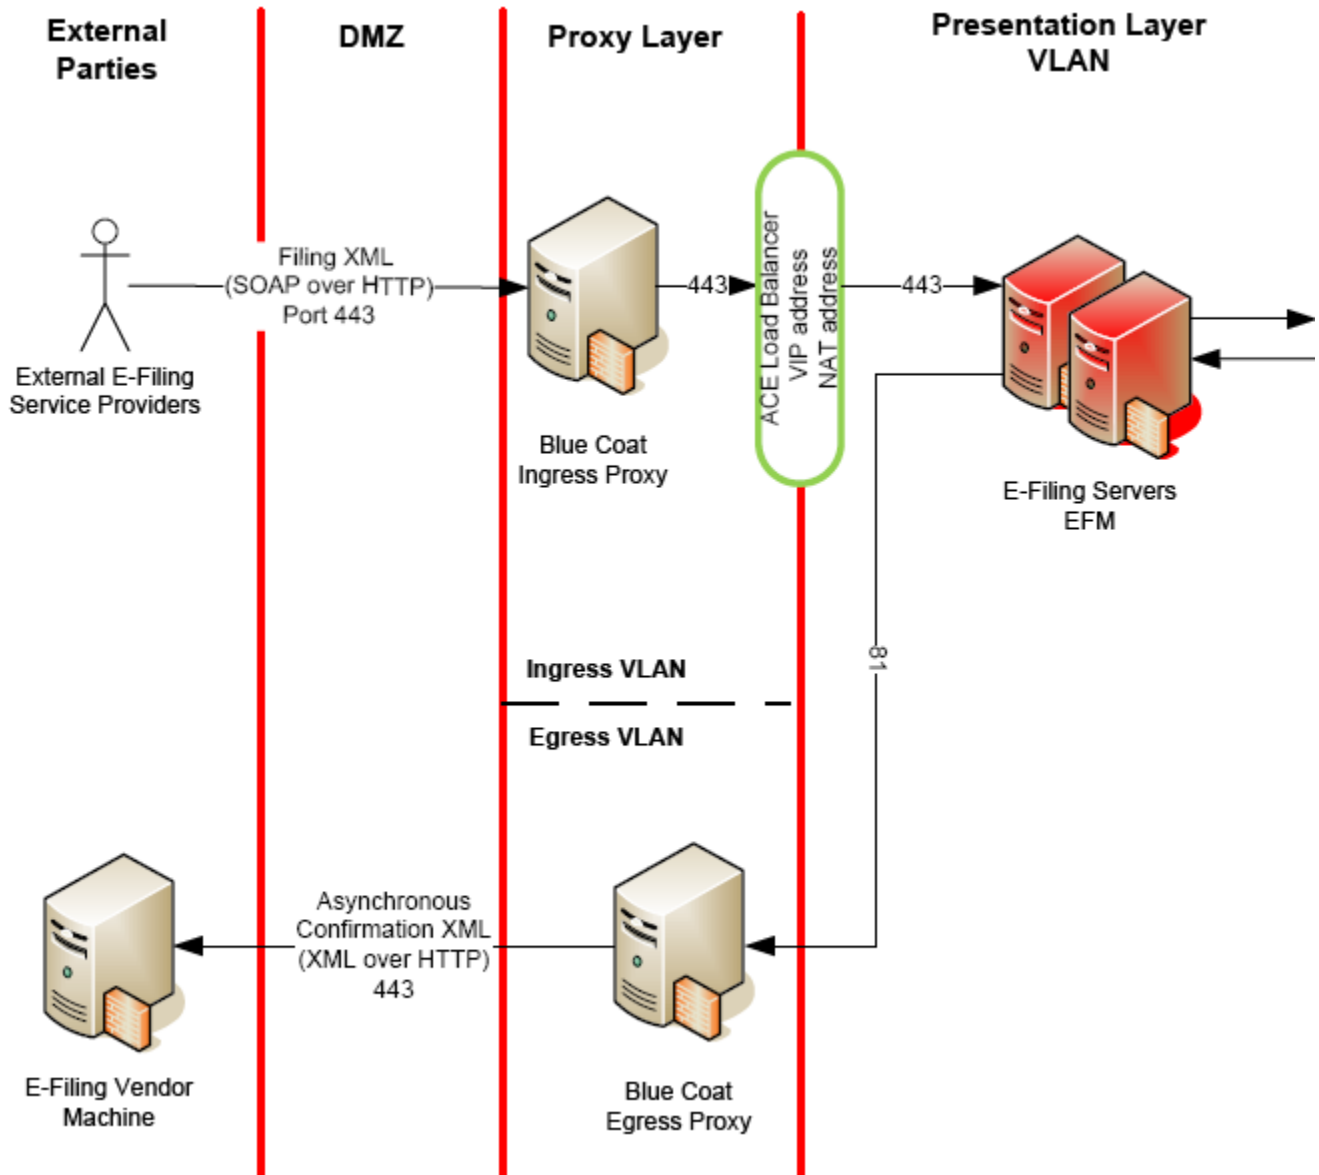 External
Parties
DMZ
Proxy Layer
Presentation Layer
VLAN
Filing XML
(SOAP over HTTP)
Port 443
443
ACE Load Balancer
VIP address
NAT address
443
External E-Filing
Service Providers
Blue Coat
Ingress Proxy
E-Filing Servers
EFM
81
Ingress VLAN
Egress VLAN
Asynchronous
Confirmation XML
(XML over HTTP)
443
E-Filing Vendor
Machine
Blue Coat
Egress Proxy